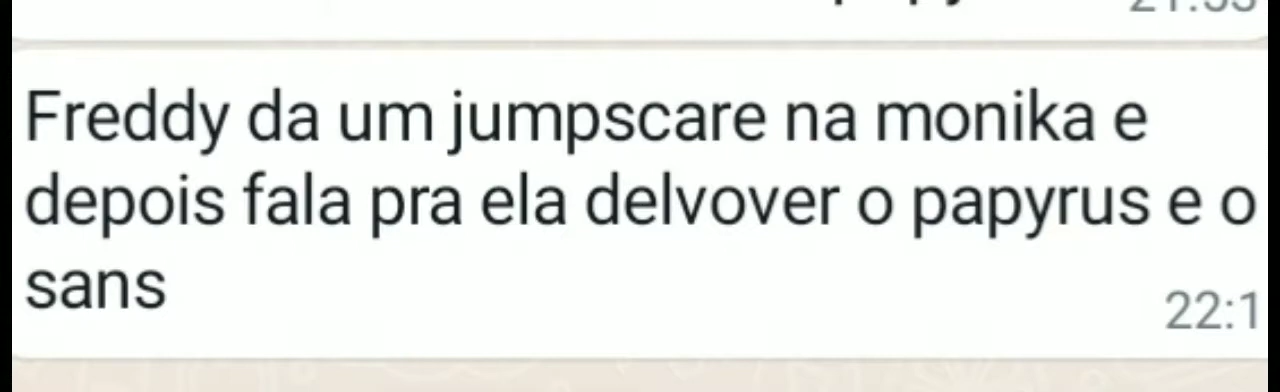 Freddy da um jumpscare na monika e
depois fala pra ela delvover o papyrus e o
sans
22:1